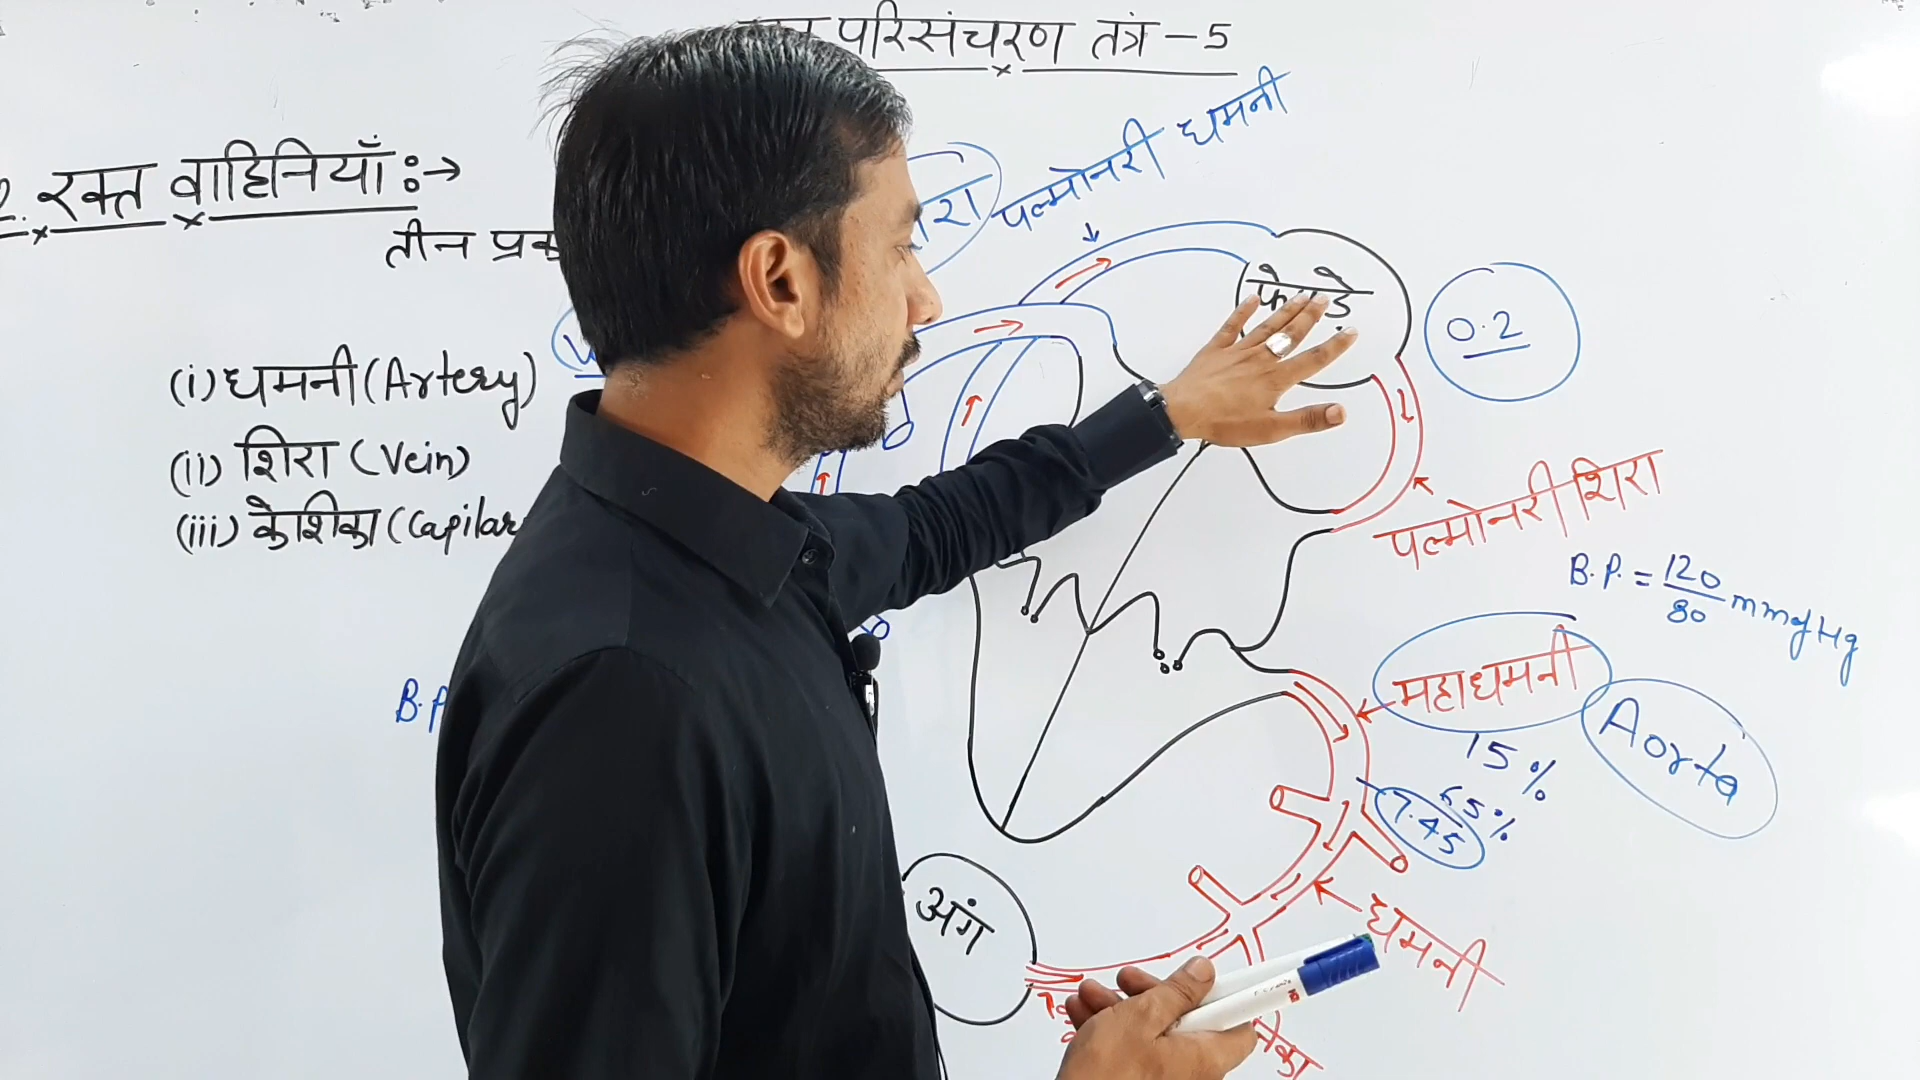 परिसंचरण तंत्र - 5
2. रक्त वाहिनियाँ :→
तीन
(i) धमनी (Artery)
(ii) शिरा (Vein)
(iii) केशिका (Capilar
पल्मोनरी धमनी
फेफड़े
0.2
पल्मोनरी शिरा
B.P. = 120/80 mmgHg
महाधमनी
Aorta
15%
65%
7.45
धमनी
अंग
B.P